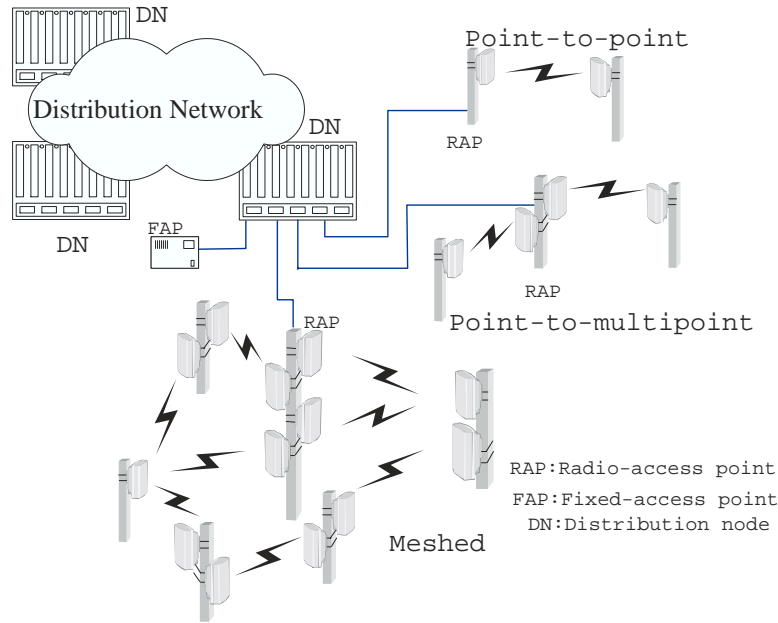 DN
Point-to-point
Distribution Network
DN
RAP
FAP
DN
RAP
RAP
Point-to-multipoint
RAP:Radio-access point
FAP:Fixed-access point
DN:Distribution node
Meshed